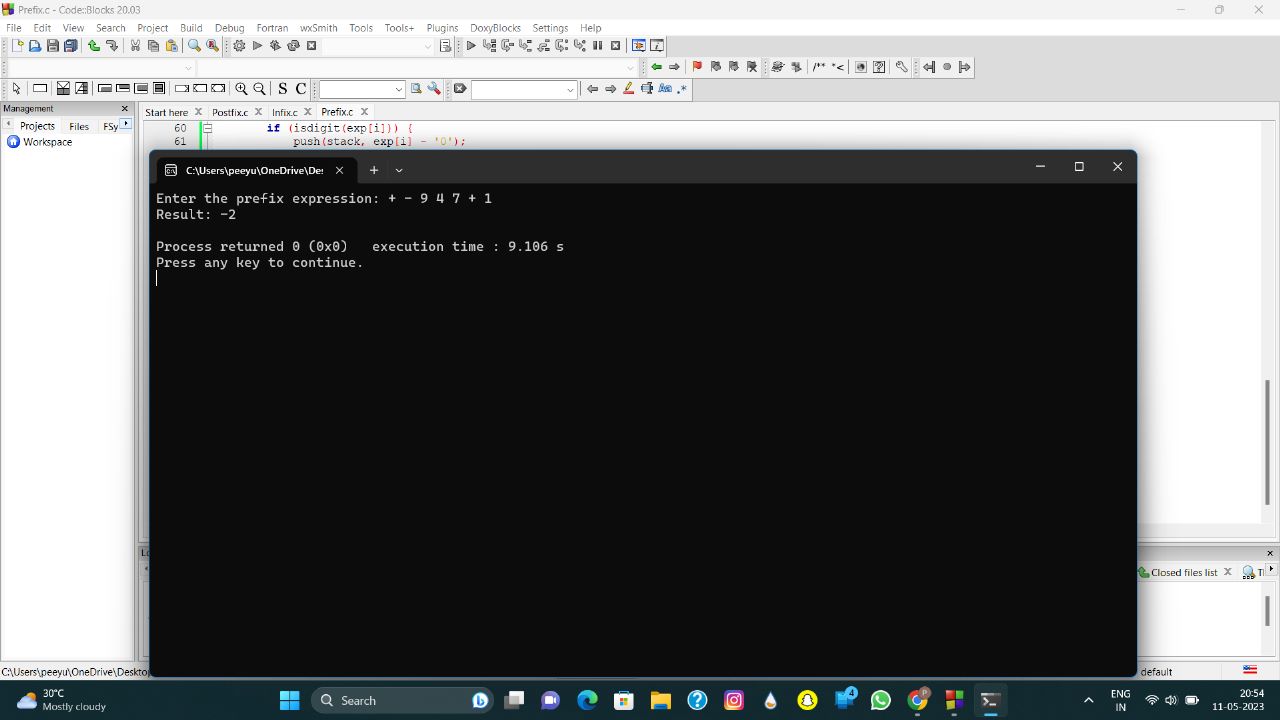 Prefix.c - Code::Blocks 20.03
File Edit View Search Project Build Debug Fortran wxSmith Tools Tools+ Plugins DoxyBlocks Settings Help
/** *<
S C
Aa .*
Management
Projects Files FSy
Workspace
Start here Postfix.c Infix.c Prefix.c
60 if (isdigit(exp[i])) {
61 push(stack, exp[i] - '0');
C:\Users\peeyu\OneDrive\Des
Enter the prefix expression: + - 9 4 7 + 1
Result: -2
Process returned 0 (0x0) execution time : 9.106 s
Press any key to continue.
Closed files list
C:\Users\peeyu\OneDrive\Desktop
default
30°C
Mostly cloudy
Search
4
P
ENG
IN
20:54
11-05-2023